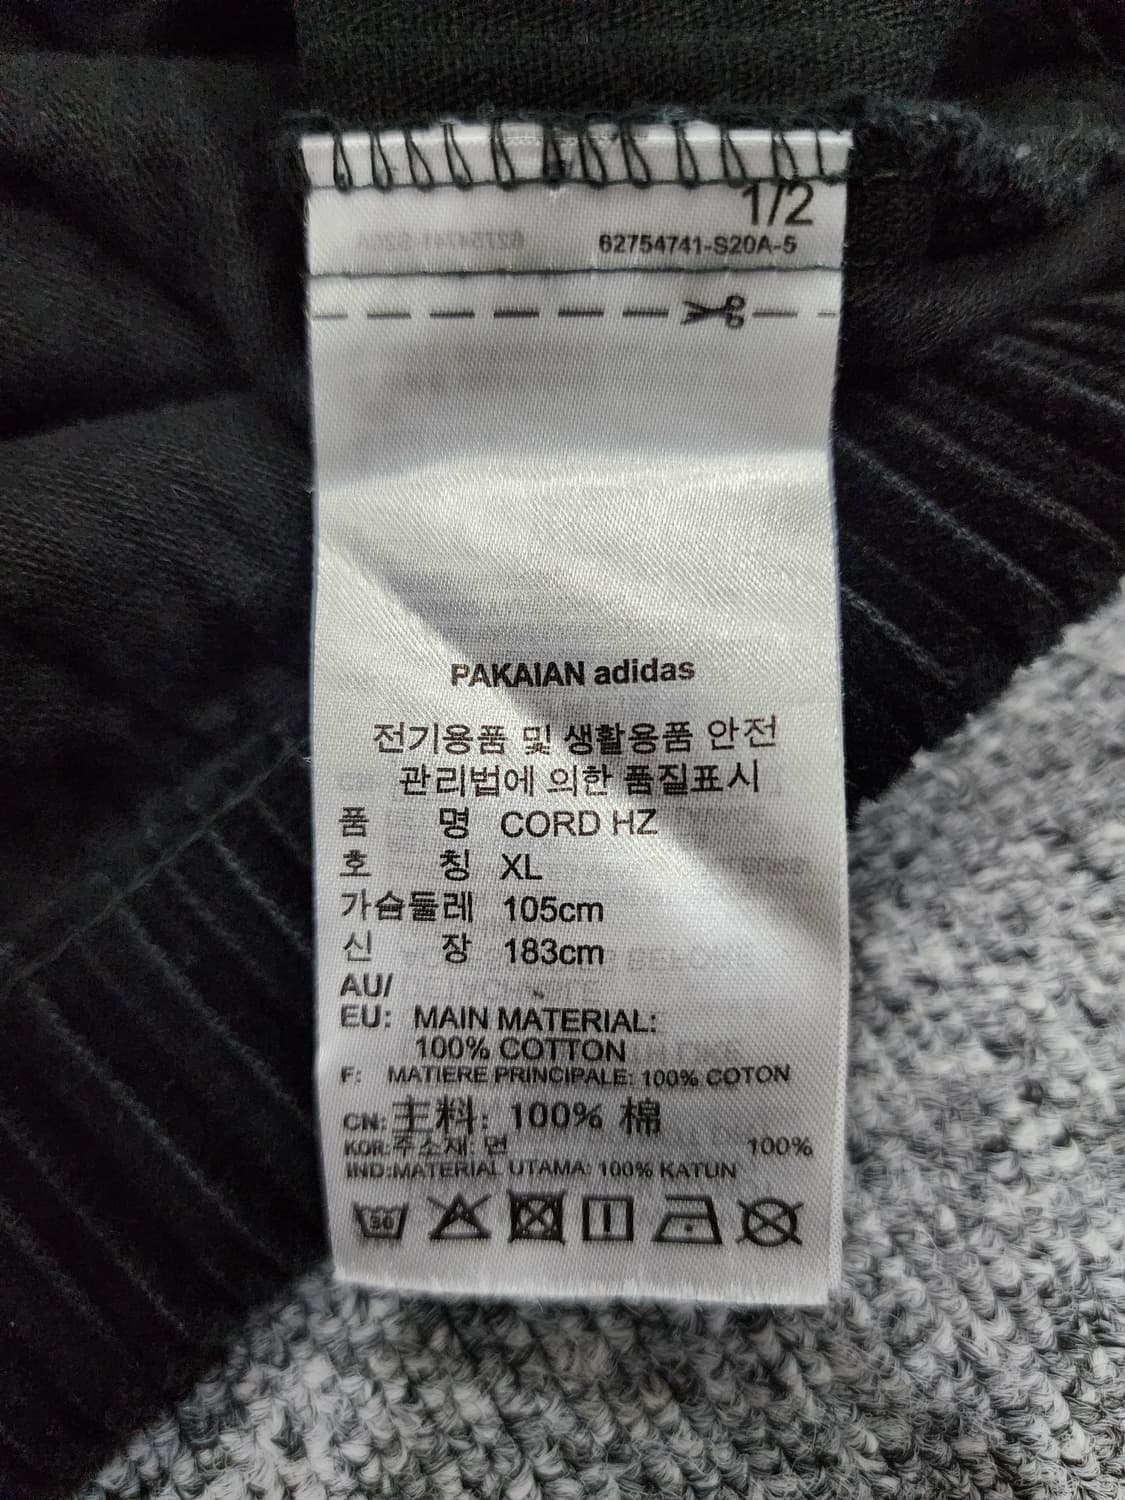 1/2
62754741-S20A-5
PAKAIAN adidas
전기용품 및 생활용품 안전
관리법에 의한 품질표시
품 명 CORD HZ
호 칭 XL
가슴둘레 105cm
신 장 183cm
AU/
EU: MAIN MATERIAL:
100% COTTON
F: MATIERE PRINCIPALE: 100% COTON
CN: 主料: 100% 棉
KOR:주소재: 면 100%
IND:MATERIAL UTAMA: 100% KATUN
30